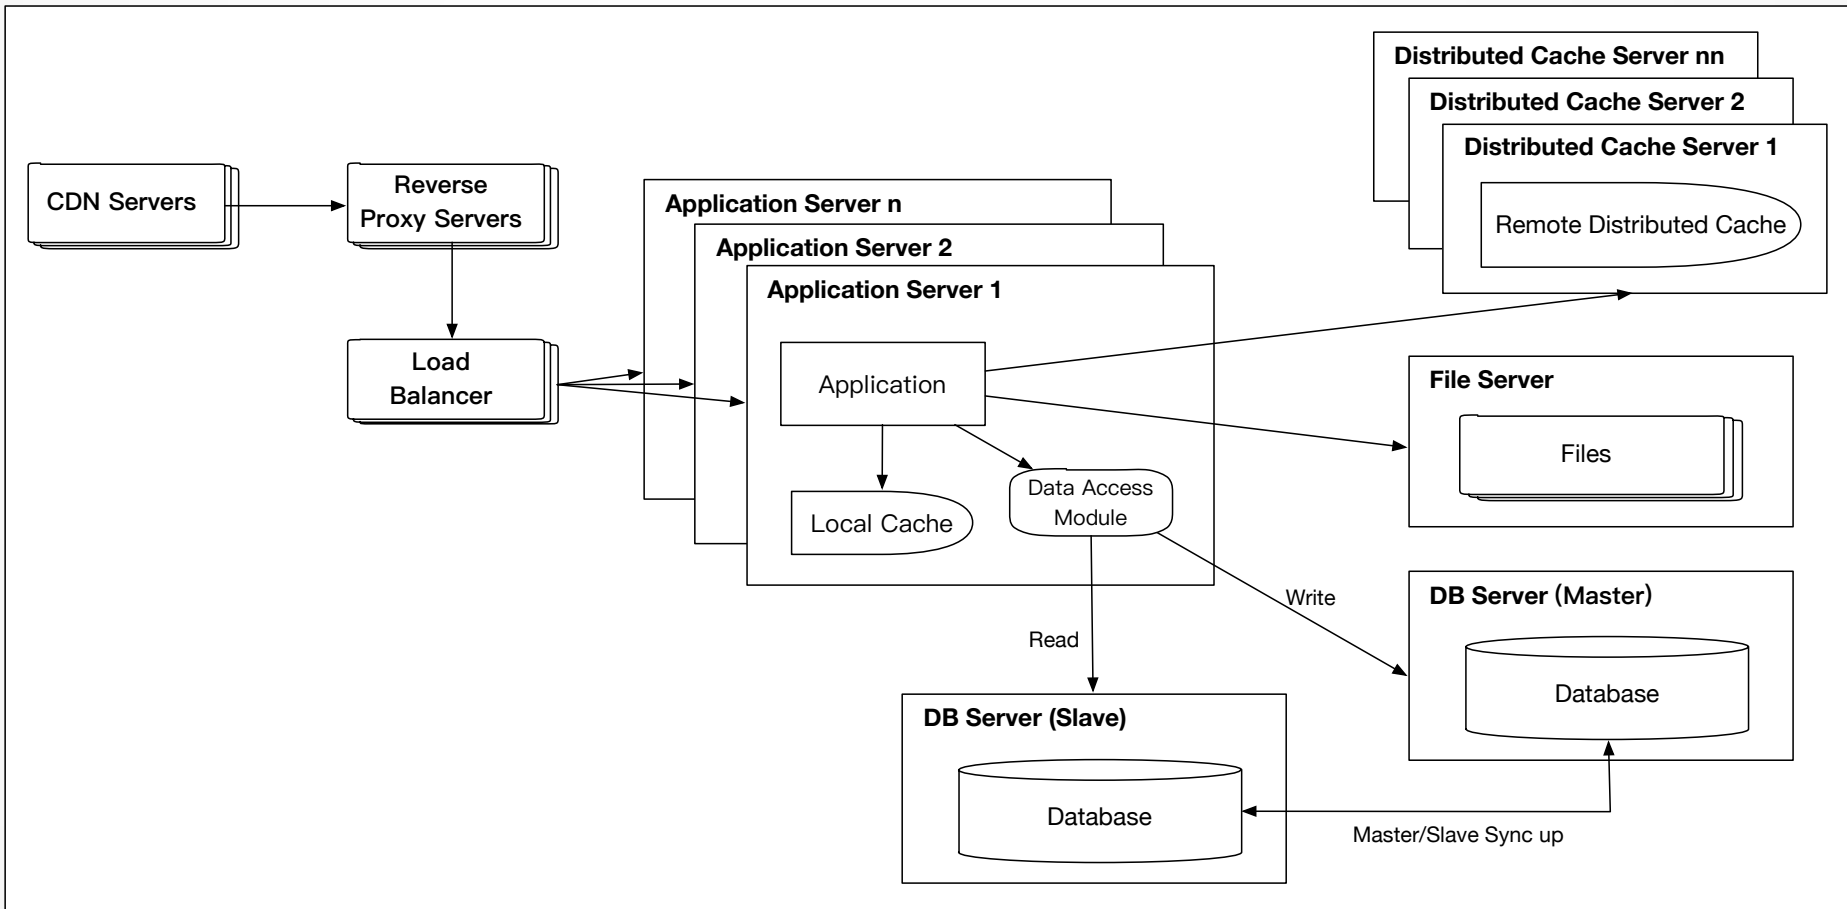 Distributed Cache Server nn
Distributed Cache Server 2
Distributed Cache Server 1
Remote Distributed Cache
CDN Servers
Reverse
Proxy Servers
Load
Balancer
Application Server n
Application Server 2
Application Server 1
Application
Local Cache
Data Access
Module
File Server
Files
Write
Read
DB Server (Master)
Database
DB Server (Slave)
Database
Master/Slave Sync up